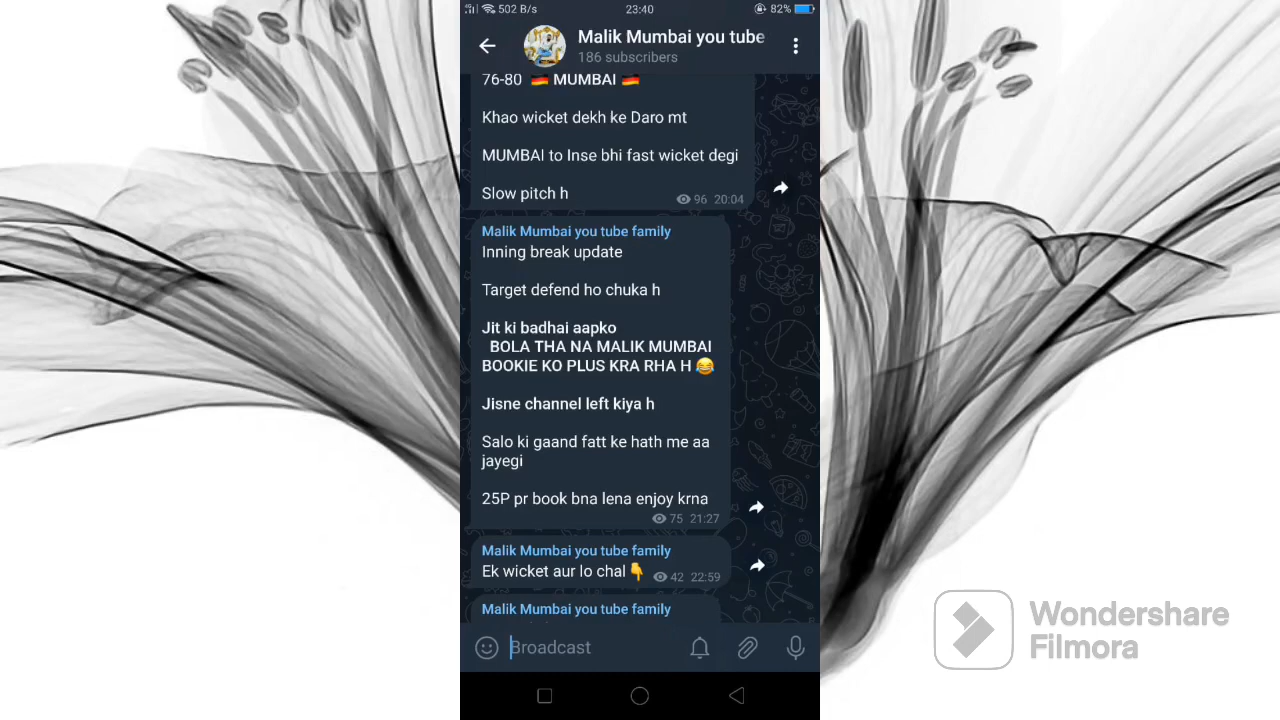 502 B/s
23:40
82%
Malik Mumbai you tube
186 subscribers
76-80 🇩🇪 MUMBAI 🇩🇪
Khao wicket dekh ke Daro mt
MUMBAI to Inse bhi fast wicket degi
Slow pitch h
96 20:04
Malik Mumbai you tube family
Inning break update
Target defend ho chuka h
Jit ki badhai aapko
BOLA THA NA MALIK MUMBAI
BOOKIE KO PLUS KRA RHA H 😂
Jisne channel left kiya h
Salo ki gaand fatt ke hath me aa
jayegi
25P pr book bna lena enjoy krna
75 21:27
Malik Mumbai you tube family
Ek wicket aur lo chal 👇
42 22:59
Malik Mumbai you tube family
Broadcast
Wondershare
Filmora